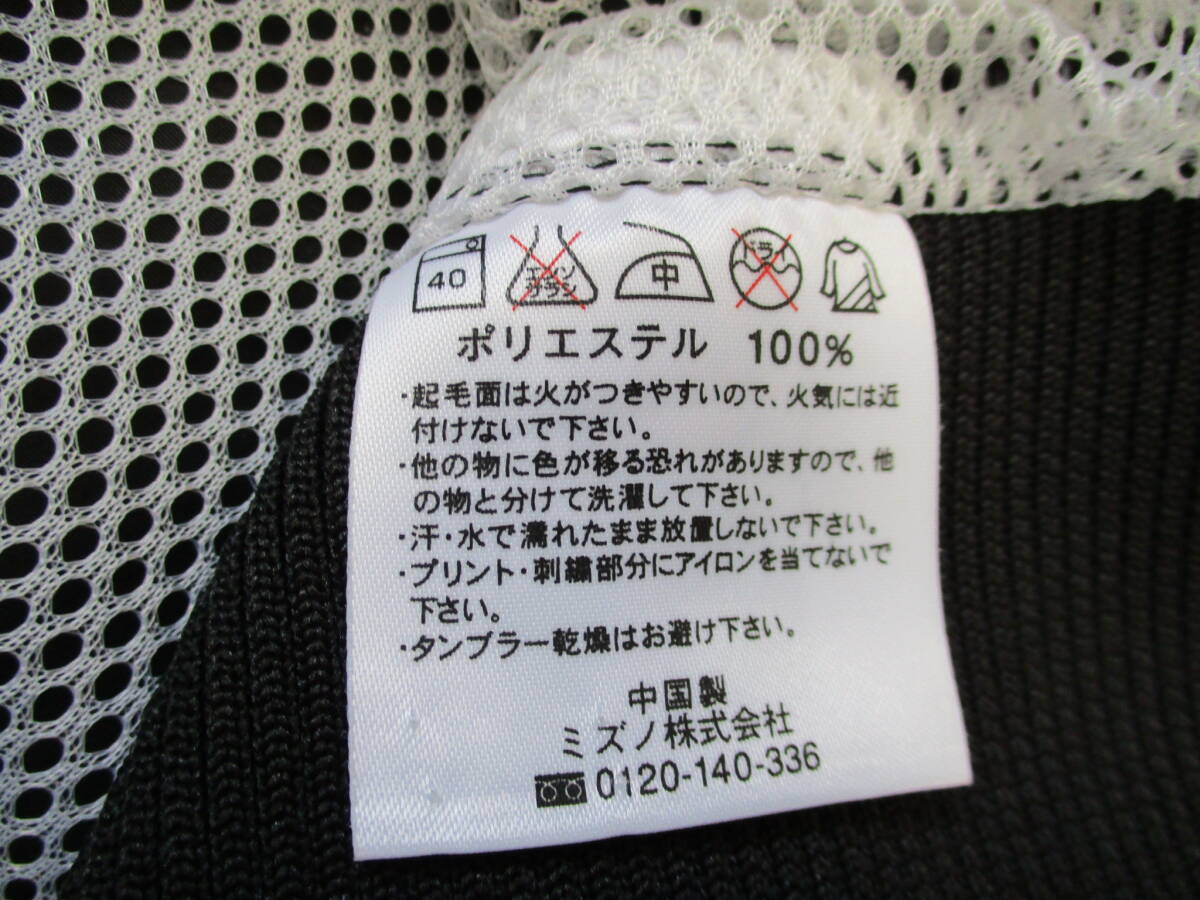 40 エンソ 中 ドライ
サラシ
ポリエステル 100%
・起毛面は火がつきやすいので、火気には近
付けないで下さい。
・他の物に色が移る恐れがありますので、他
の物と分けて洗濯して下さい。
・汗・水で濡れたまま放置しないで下さい。
・プリント・刺繍部分にアイロンを当てないで
下さい。
・タンブラー乾燥はお避け下さい。
中国製
ミズノ株式会社
0120-140-336